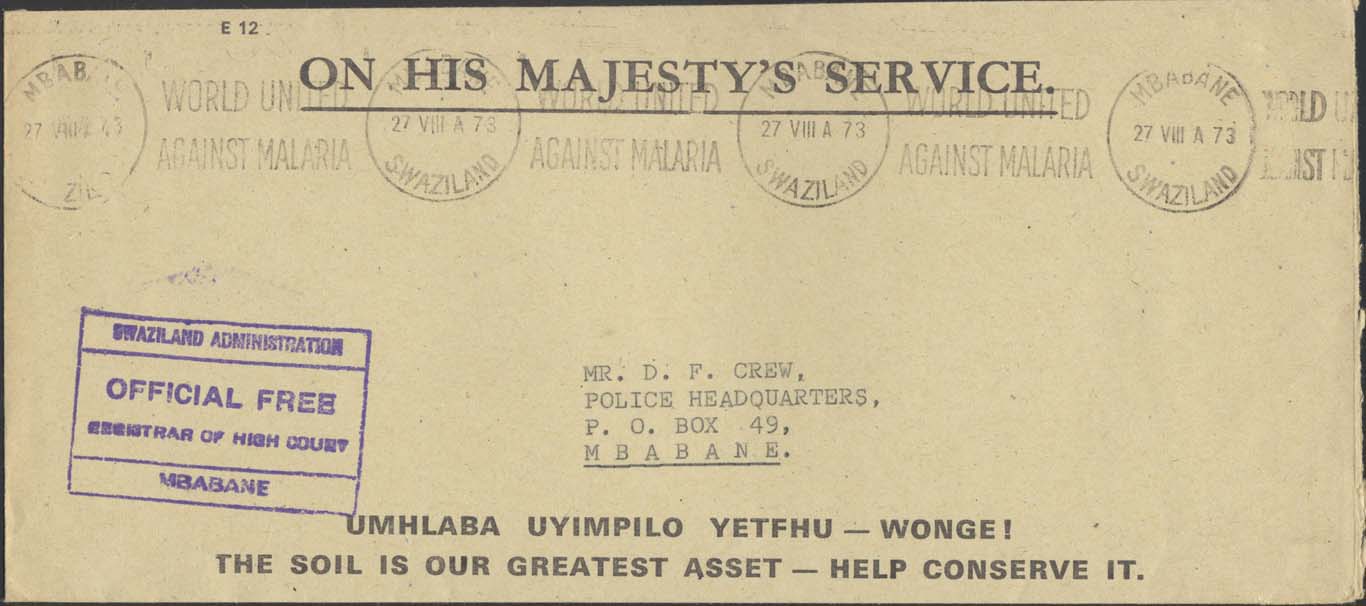 E 12.
ON HIS MAJESTY'S SERVICE.
MBABANE
27 VIII A 73
SWAZILAND
WORLD UNITED
AGAINST MALARIA
MBABANE
27 VIII A 73
SWAZILAND
WORLD UNITED
AGAINST MALARIA
MBABANE
27 VIII A 73
SWAZILAND
WORLD UNITED
AGAINST MALARIA
SWAZILAND ADMINISTRATION
OFFICIAL FREE
REGISTRAR OF HIGH COURT
MBABANE
MR. D. F. CREW,
POLICE HEADQUARTERS,
P. O. BOX 49,
M B A B A N E.
UMHLABA UYIMPILO YETFHU — WONGE!
THE SOIL IS OUR GREATEST ASSET — HELP CONSERVE IT.